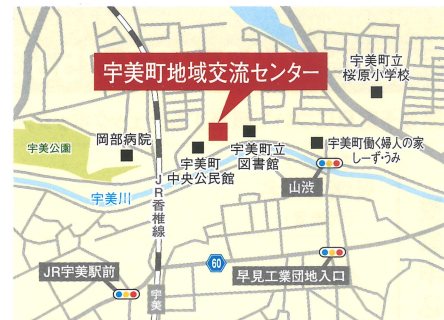 宇美町立
桜原小学校
宇美町地域交流センター
岡部病院
宇美公園
宇美町
中央公民館
宇美町立
図書館
宇美町働く婦人の家
しーず・うみ
山渋
宇美川
JR香椎線
60
早見工業団地入口
JR宇美駅前
宇美